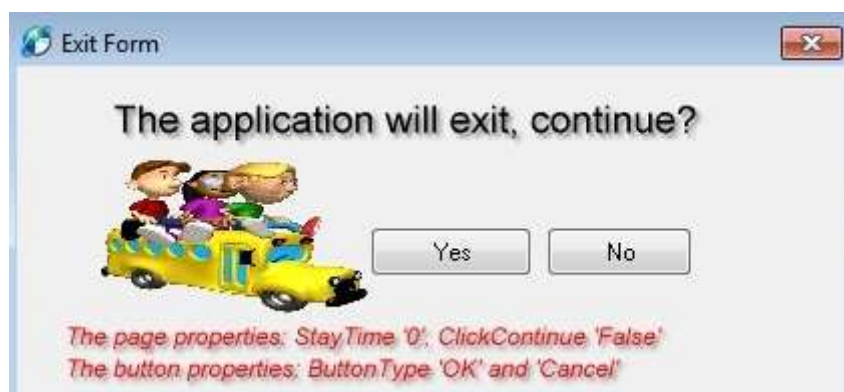 Exit Form
The application will exit, continue?
Yes No
The page properties: StayTime '0', ClickContinue 'False'
The button properties: ButtonType 'OK' and 'Cancel'